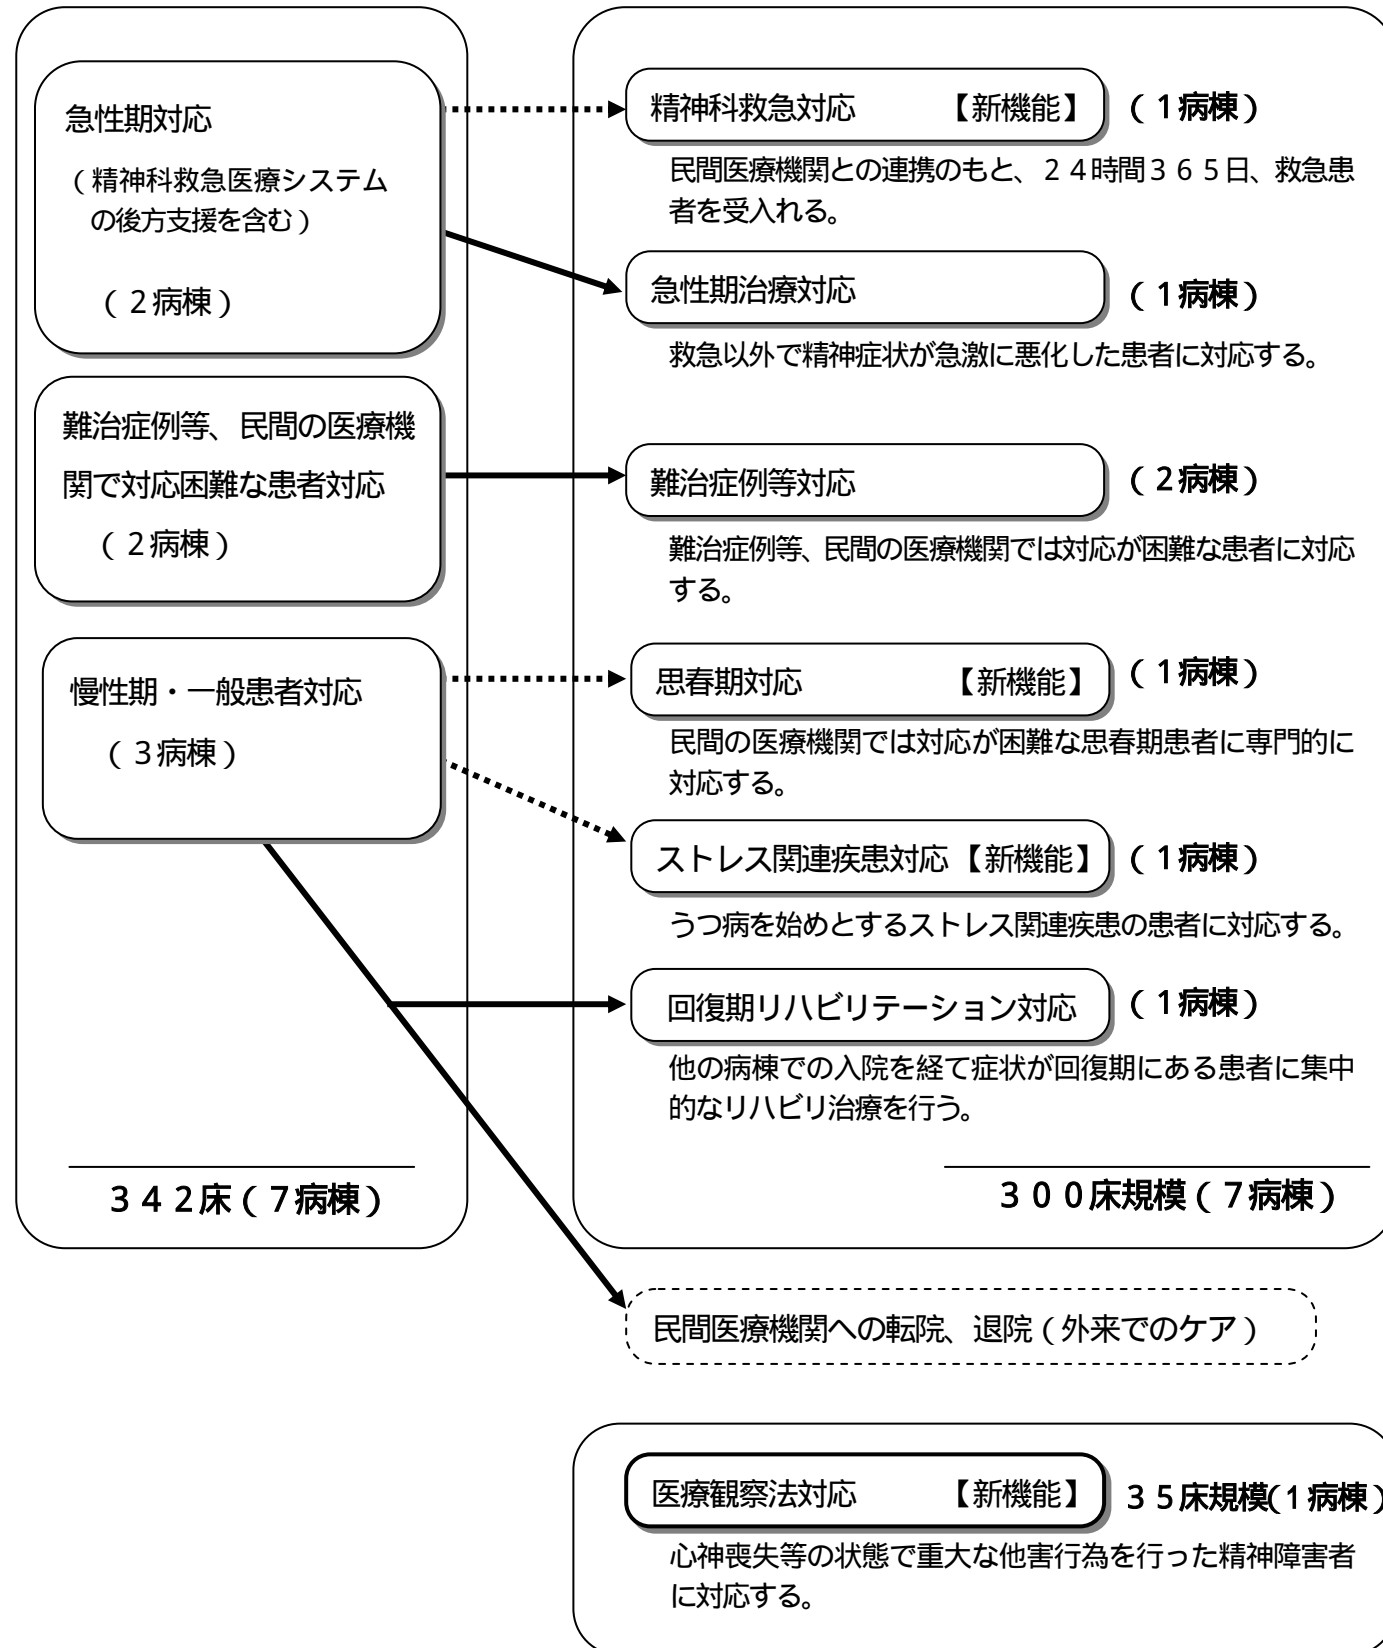 急性期対応
（精神科救急医療システム
の後方支援を含む）
（２病棟）
難治症例等、民間の医療機
関で対応困難な患者対応
（２病棟）
慢性期・一般患者対応
（３病棟）
３４２床（７病棟）
精神科救急対応　【新機能】　（１病棟）
民間医療機関との連携のもと、２４時間３６５日、救急患
者を受入れる。
急性期治療対応　（１病棟）
救急以外で精神症状が急激に悪化した患者に対応する。
難治症例等対応　（２病棟）
難治症例等、民間の医療機関では対応が困難な患者に対応
する。
思春期対応　【新機能】　（１病棟）
民間の医療機関では対応が困難な思春期患者に専門的に
対応する。
ストレス関連疾患対応【新機能】　（１病棟）
うつ病を始めとするストレス関連疾患の患者に対応する。
回復期リハビリテーション対応　（１病棟）
他の病棟での入院を経て症状が回復期にある患者に集中
的なリハビリ治療を行う。
３００床規模（７病棟）
民間医療機関への転院、退院（外来でのケア）
医療観察法対応　【新機能】　３５床規模（１病棟）
心神喪失等の状態で重大な他害行為を行った精神障害者
に対応する。